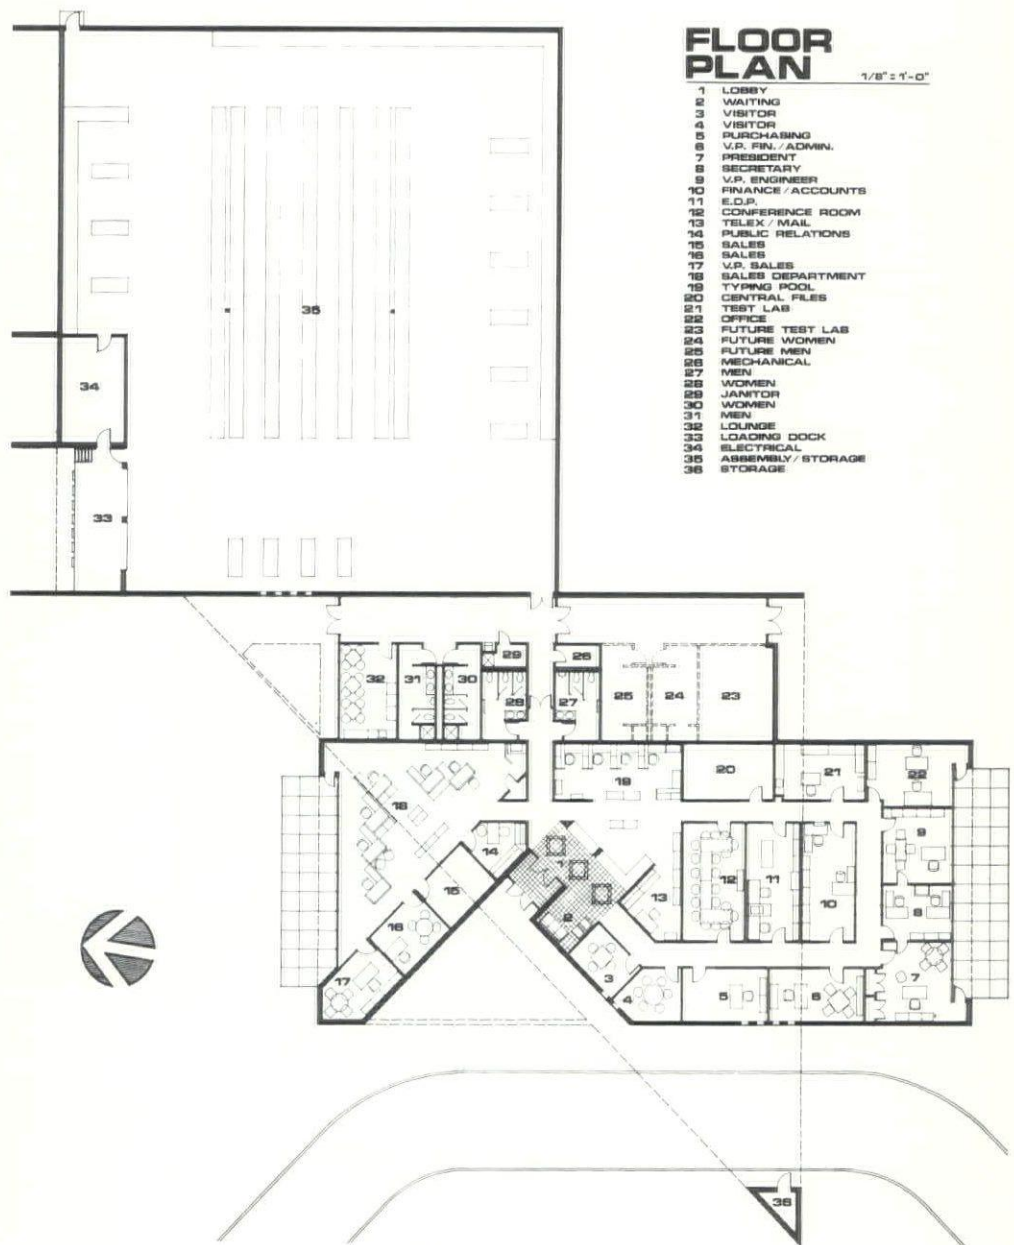 FLOOR
PLAN
1/8" = 1'-0"
1 LOBBY
2 WAITING
3 VISITOR
4 VISITOR
5 PURCHASING
6 V.P. FIN./ADMIN.
7 PRESIDENT
8 SECRETARY
9 V.P. ENGINEER
10 FINANCE/ACCOUNTS
11 E.D.P.
12 CONFERENCE ROOM
13 TELEX/MAIL
14 PUBLIC RELATIONS
15 SALES
16 SALES
17 V.P. SALES
18 SALES DEPARTMENT
19 TYPING POOL
20 CENTRAL FILES
21 TEST LAB
22 OFFICE
23 FUTURE TEST LAB
24 FUTURE WOMEN
25 FUTURE MEN
26 MECHANICAL
27 MEN
28 WOMEN
29 JANITOR
30 WOMEN
31 MEN
32 LOUNGE
33 LOADING DOCK
34 ELECTRICAL
35 ASSEMBLY/STORAGE
36 STORAGE
35
34
33
29
26
32
31
30
28
27
25
24
23
18
19
20
21
22
14
1
9
15
12
11
10
13
8
16
2
17
3
4
5
6
7
36